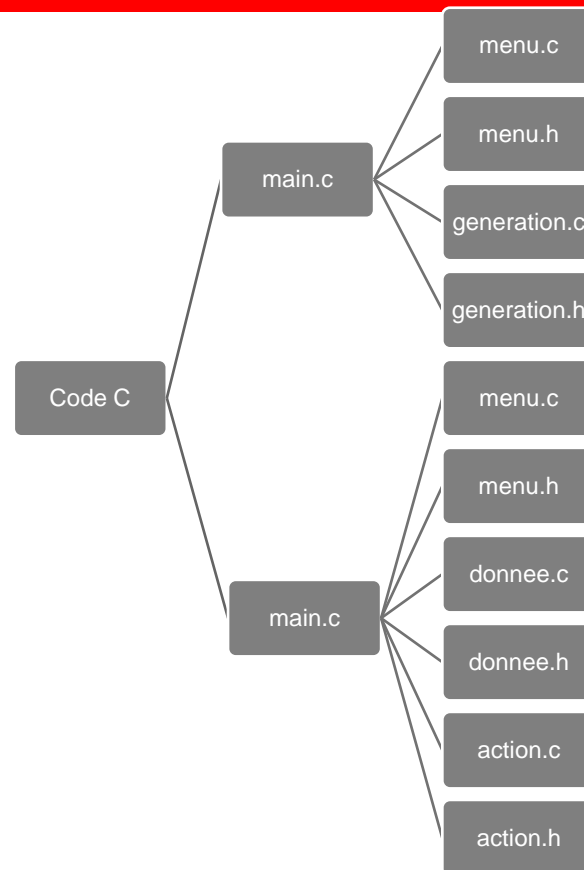 menu.c
menu.h
main.c
generation.c
generation.h
Code C
menu.c
menu.h
donnee.c
main.c
donnee.h
action.c
action.h